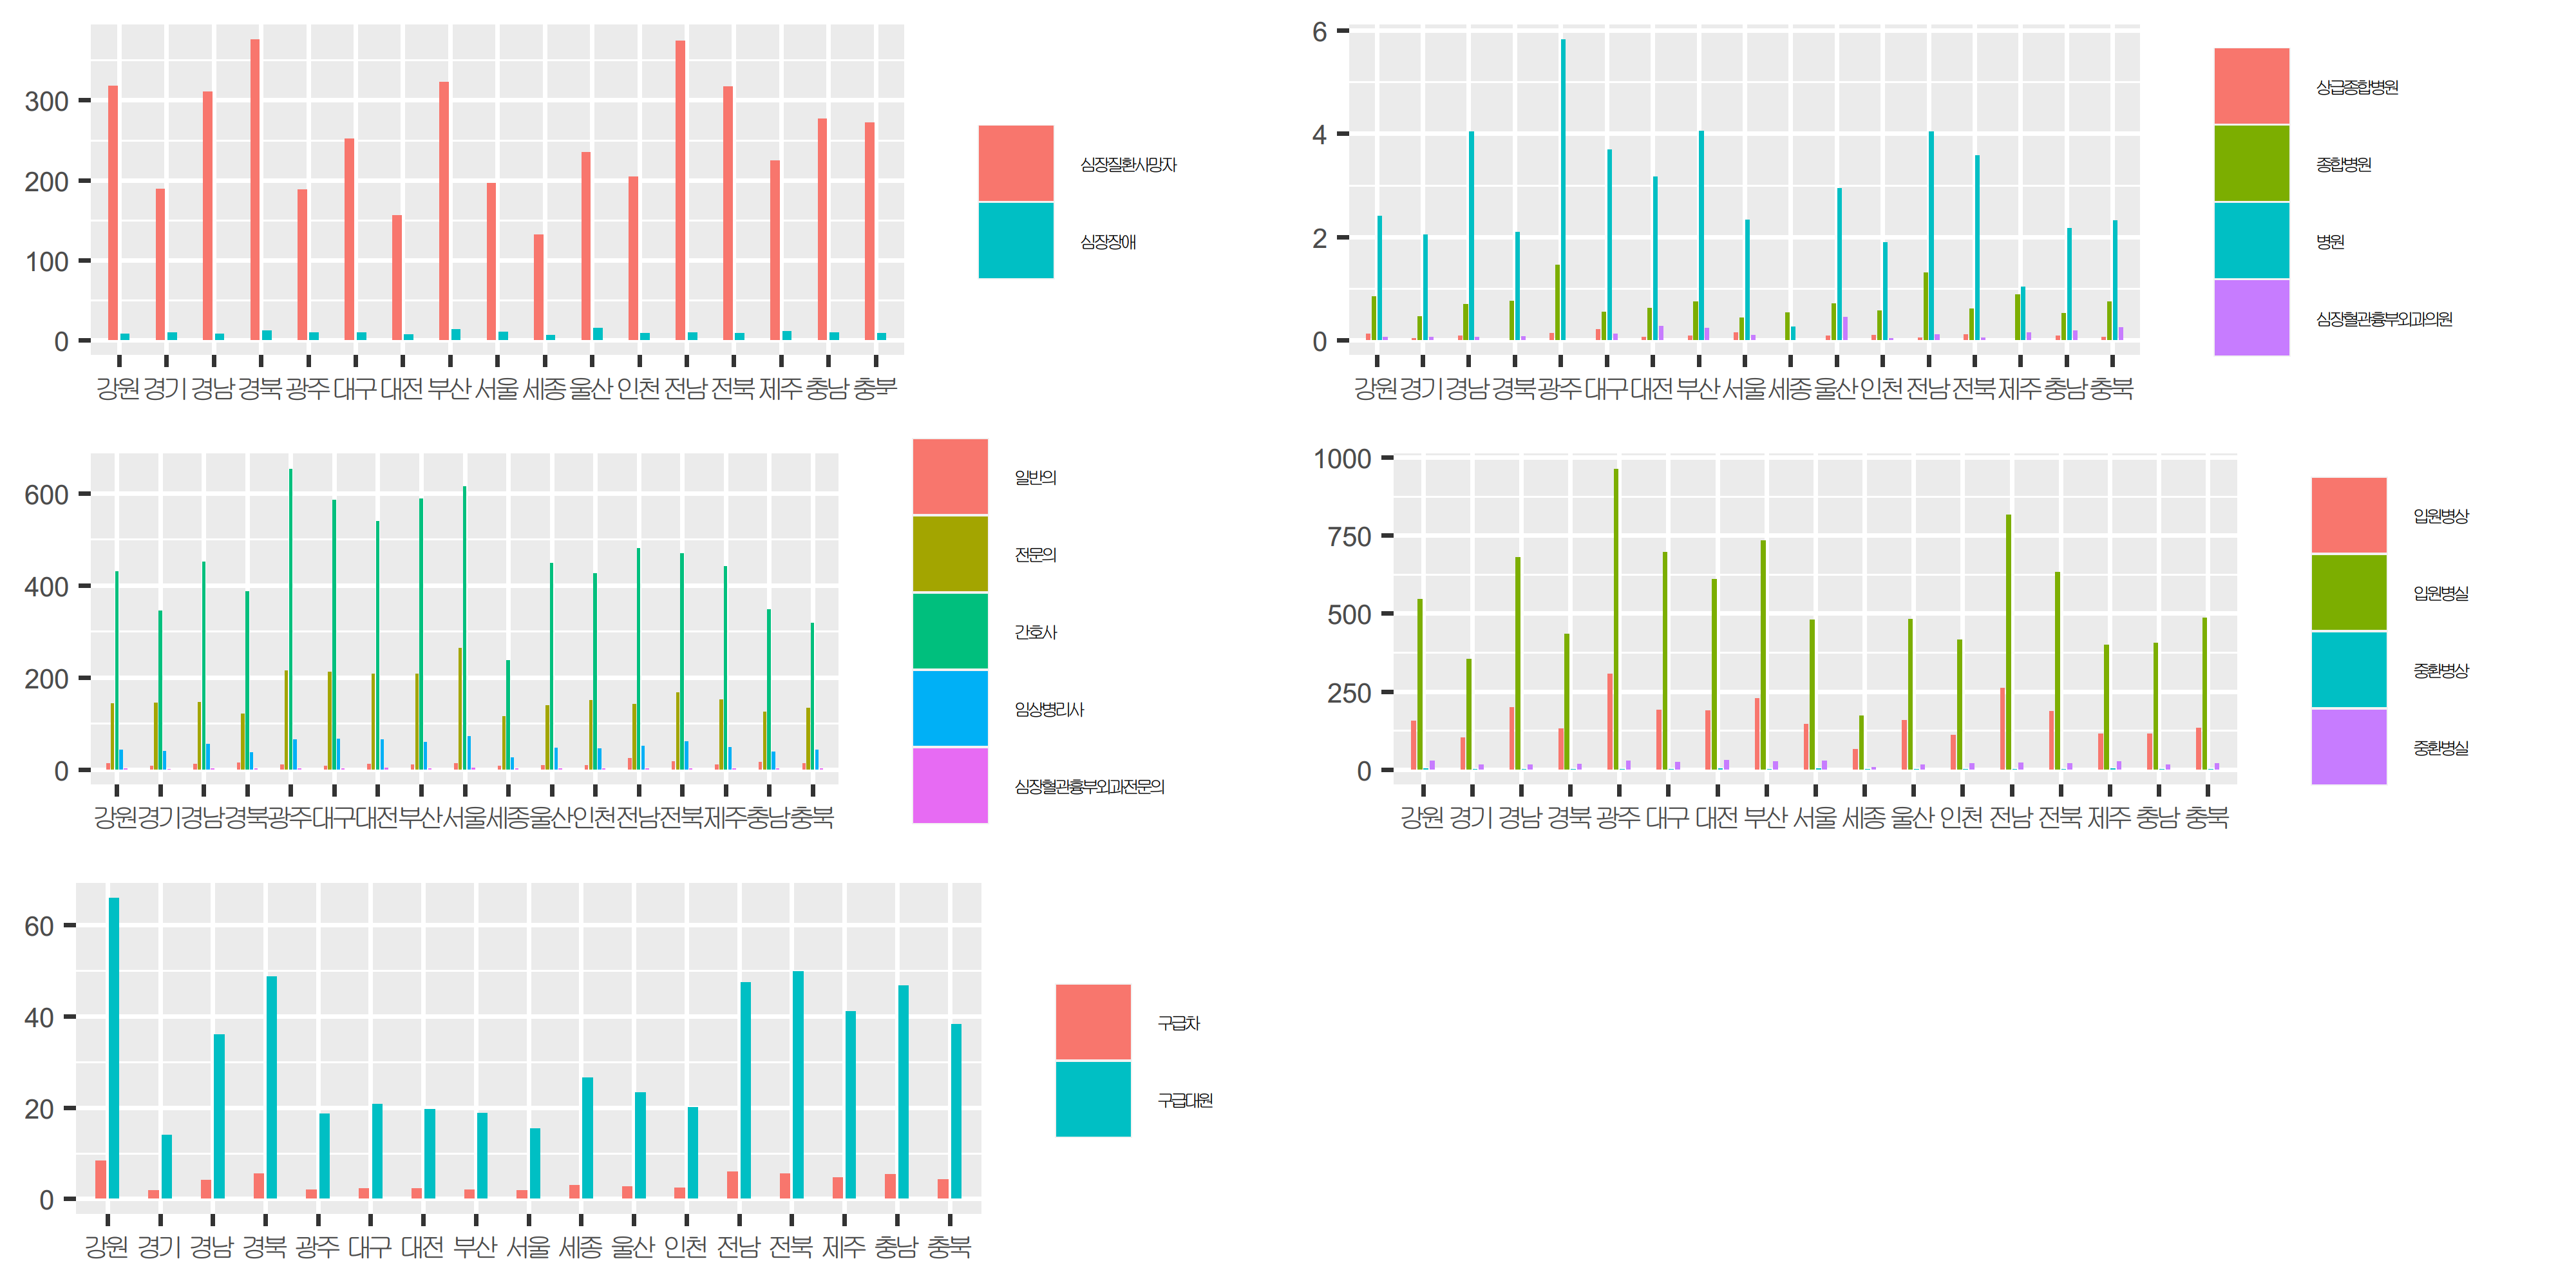 300
200
100
0
강원 경기 경남 경북 광주 대구 대전 부산 서울 세종 울산 인천 전남 전북 제주 충남 충북
심장질환사망자
심장장애
6
4
2
0
강원 경기 경남 경북 광주 대구 대전 부산 서울 세종 울산 인천 전남 전북 제주 충남 충북
상급종합병원
종합병원
병원
심장혈관흉부외과의원
600
400
200
0
강원 경기 경남 경북 광주 대구 대전 부산 서울 세종 울산 인천 전남 전북 제주 충남 충북
일반의
전문의
간호사
임상병리사
심장혈관흉부외과전문의
1000
750
500
250
0
강원 경기 경남 경북 광주 대구 대전 부산 서울 세종 울산 인천 전남 전북 제주 충남 충북
입원병상
입원병실
중환병상
중환병실
60
40
20
0
강원 경기 경남 경북 광주 대구 대전 부산 서울 세종 울산 인천 전남 전북 제주 충남 충북
구급차
구급대원